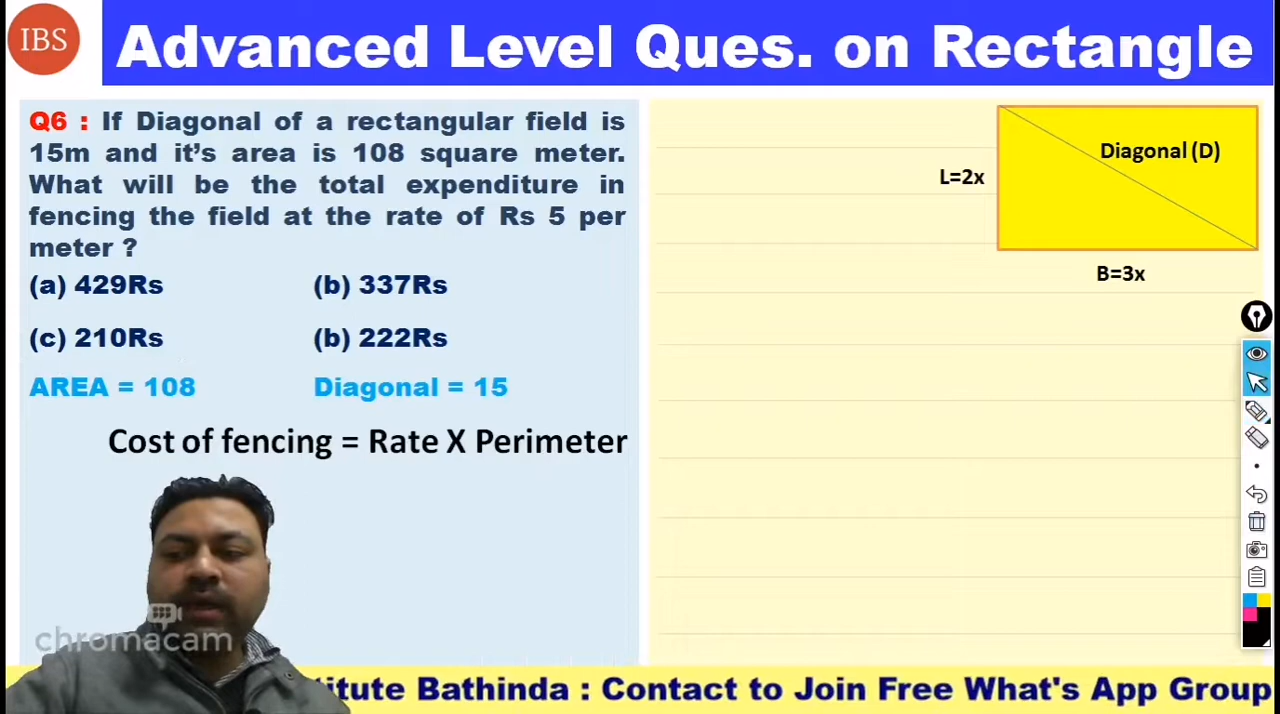 IBS
Advanced Level Ques. on Rectangle
Q6 : If Diagonal of a rectangular field is
15m and it's area is 108 square meter.
What will be the total expenditure in
fencing the field at the rate of Rs 5 per
meter ?
(a) 429Rs (b) 337Rs
(c) 210Rs (b) 222Rs
AREA = 108 Diagonal = 15
Cost of fencing = Rate X Perimeter
Diagonal (D)
L=2x
B=3x
chromacam
Bathinda : Contact to Join Free What's App Group